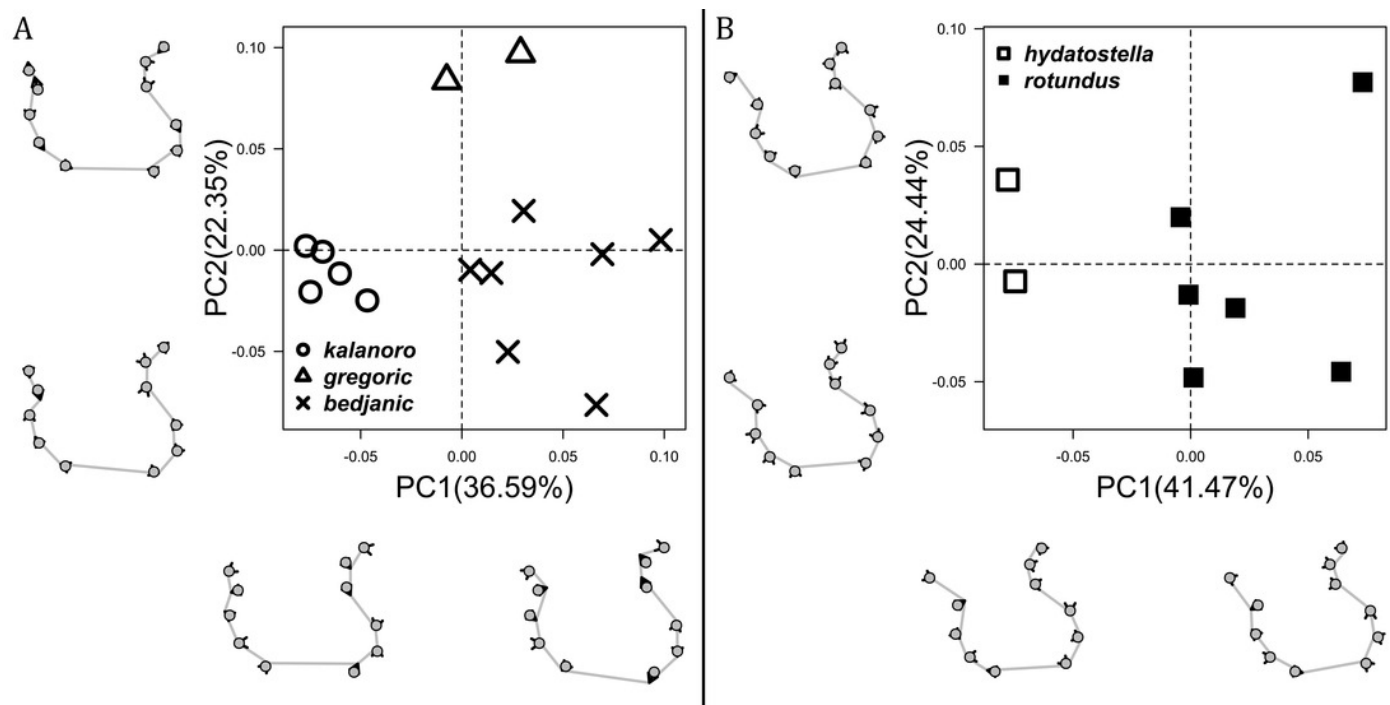 A
0.10
0.05
0.00
-0.05
PC2(22.35%)
kalanoro
gregoric
bedjanic
-0.05
0.00
0.05
0.10
PC1(36.59%)
B
0.10
0.05
0.00
-0.05
PC2(24.44%)
hydatostella
rotundus
-0.05
0.00
0.05
PC1(41.47%)